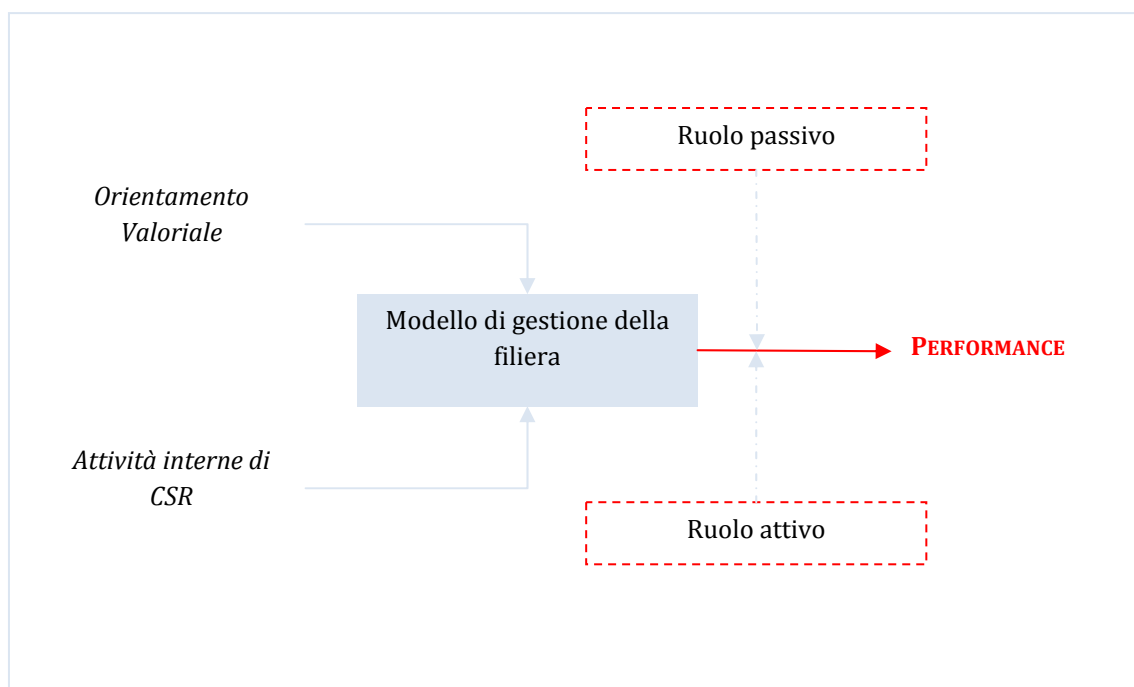 Ruolo passivo
Orientamento
Valoriale
Modello di gestione della
filiera
PERFORMANCE
Attività interne di
CSR
Ruolo attivo